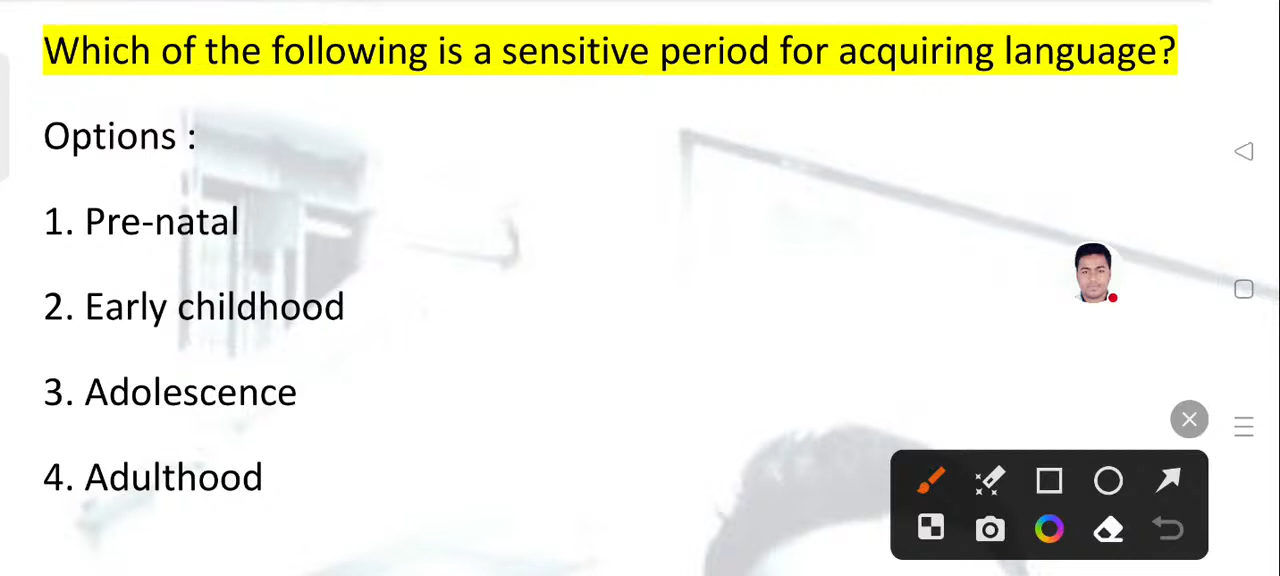 Which of the following is a sensitive period for acquiring language?
Options :
1. Pre-natal
2. Early childhood
3. Adolescence
4. Adulthood